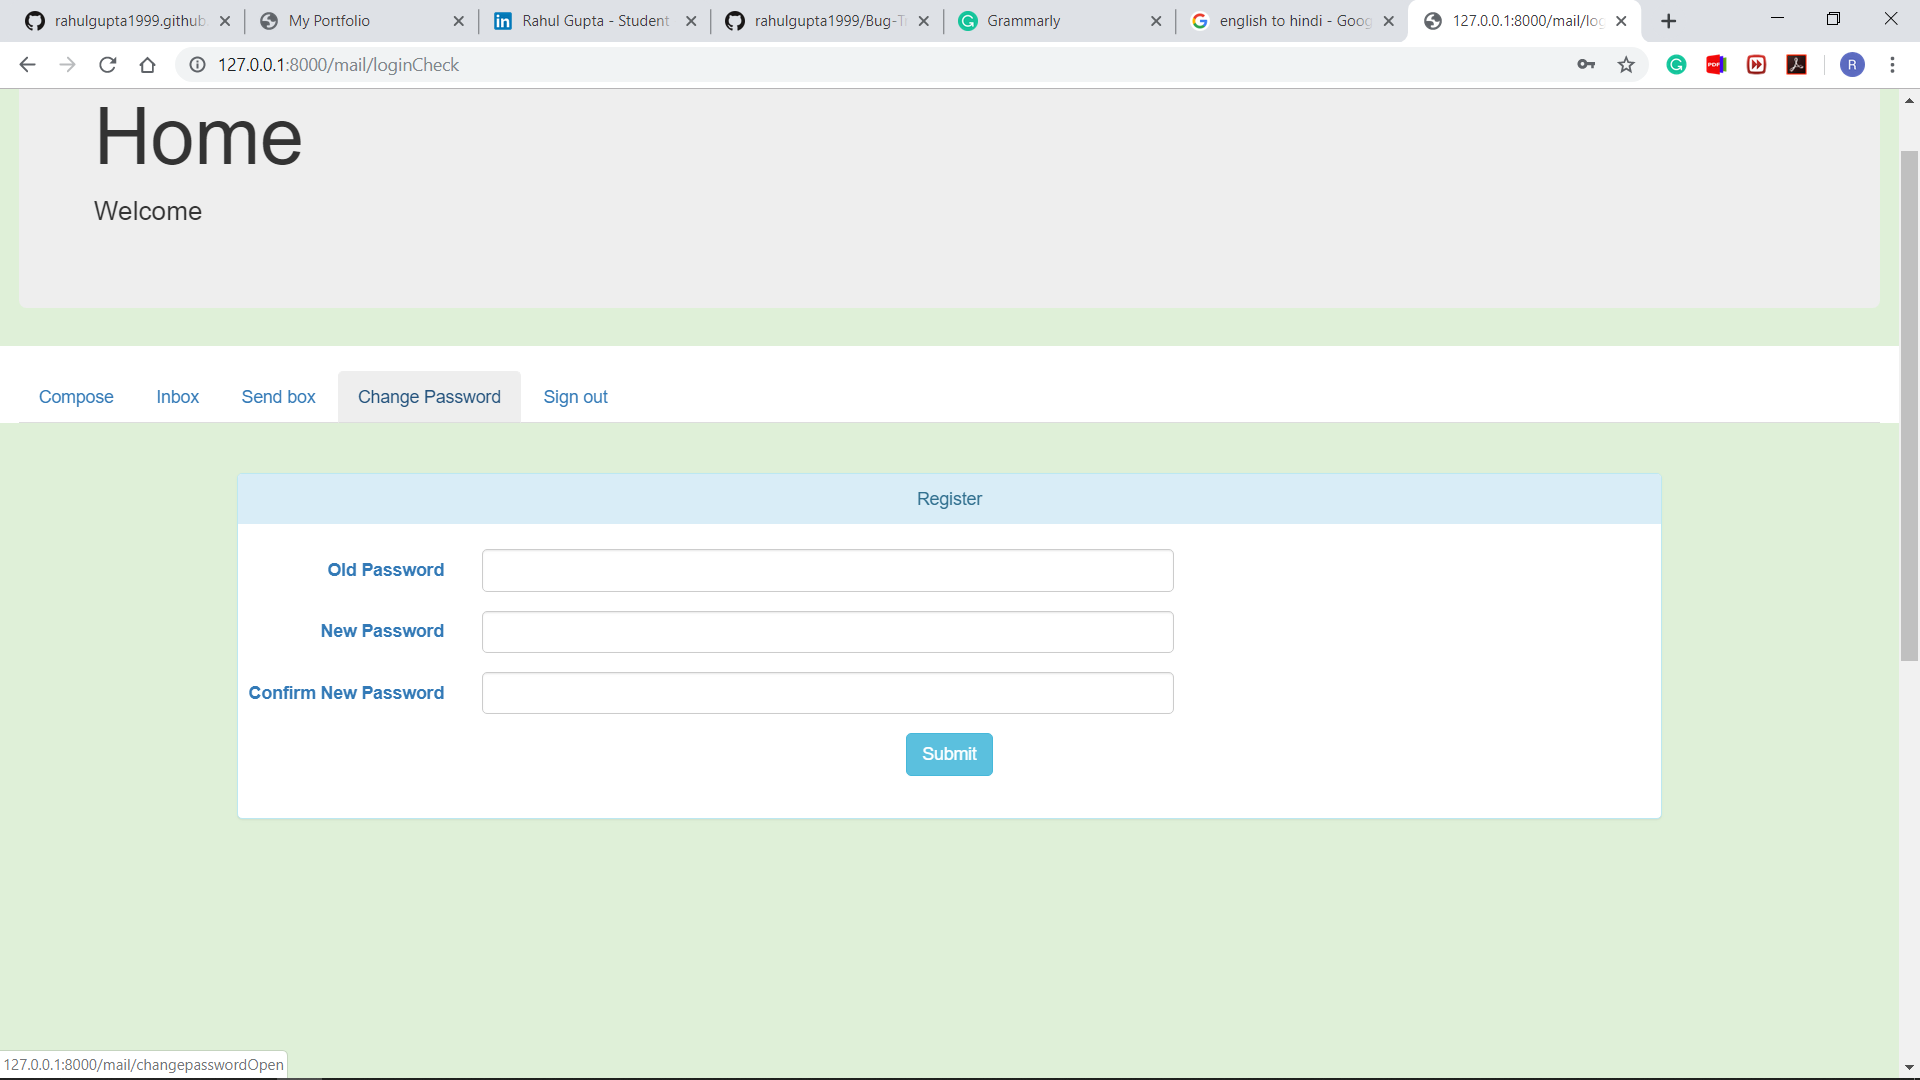 rahulgupta1999.github
My Portfolio
Rahul Gupta - Student
rahulgupta1999/Bug-Tr
Grammarly
english to hindi - Goog
127.0.0.1:8000/mail/log
127.0.0.1:8000/mail/loginCheck
PDF
R
Home
Welcome
Compose
Inbox
Send box
Change Password
Sign out
Register
Old Password
New Password
Confirm New Password
Submit
127.0.0.1:8000/mail/changepasswordOpen